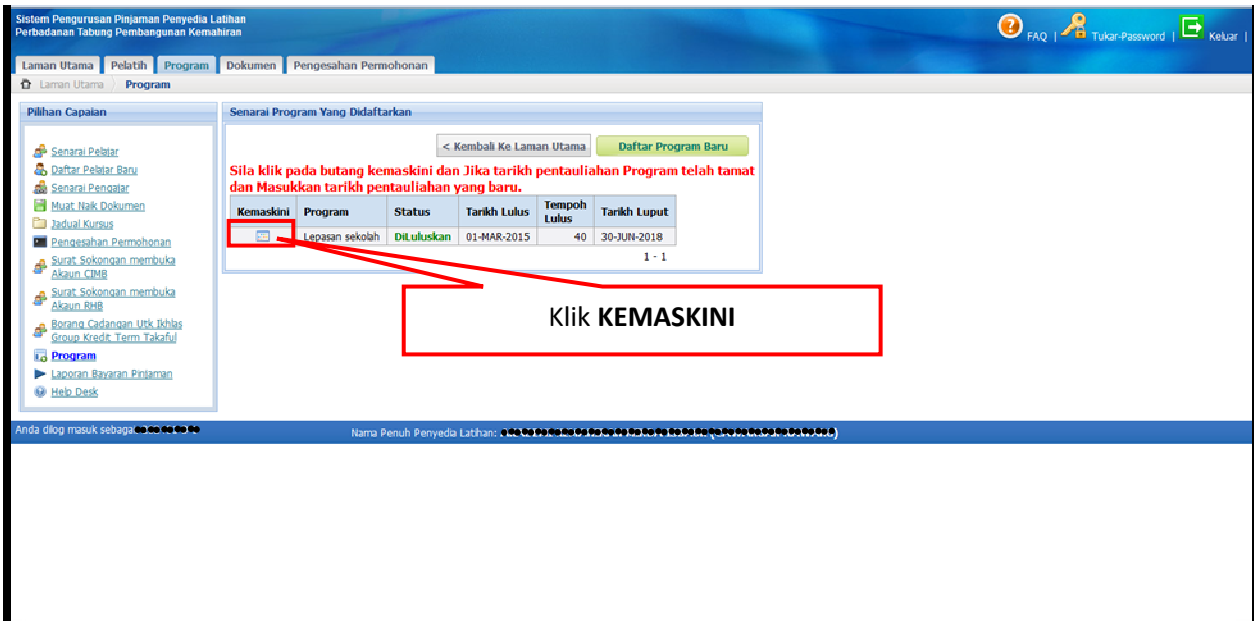 Sistem Pengurusan Pinjaman Penyedia Latihan
Perbadanan Tabung Pembangunan Kemahiran
FAQ | Tukar-Password | Keluar |
Laman Utama Pelatih Program Dokumen Pengesahan Permohonan
Laman Utama Program
Pilihan Capaian
Senarai Pelajar
Daftar Pelajar Baru
Senarai Pengajar
Muat Naik Dokumen
Jadual Kursus
Pengesahan Permohonan
Surat Sokongan membuka
Akaun CIMB
Surat Sokongan membuka
Akaun RHB
Borang Cadangan Utk Ikhlas
Group Kredit Term Takaful
Program
Laporan Bayaran Pinjaman
Help Desk
Senarai Program Yang Didaftarkan
< Kembali Ke Laman Utama Daftar Program Baru
Sila klik pada butang kemaskini dan Jika tarikh pentauliahan Program telah tamat
dan Masukkan tarikh pentauliahan yang baru.
Kemaskini Program Status Tarikh Lulus Tempoh Lulus Tarikh Luput
Lepasan sekolah DiLuluskan 01-MAR-2015 40 30-JUN-2018
1 - 1
Klik KEMASKINI
Anda dilog masuk sebagai
Nama Penuh Penyedia Latihan: